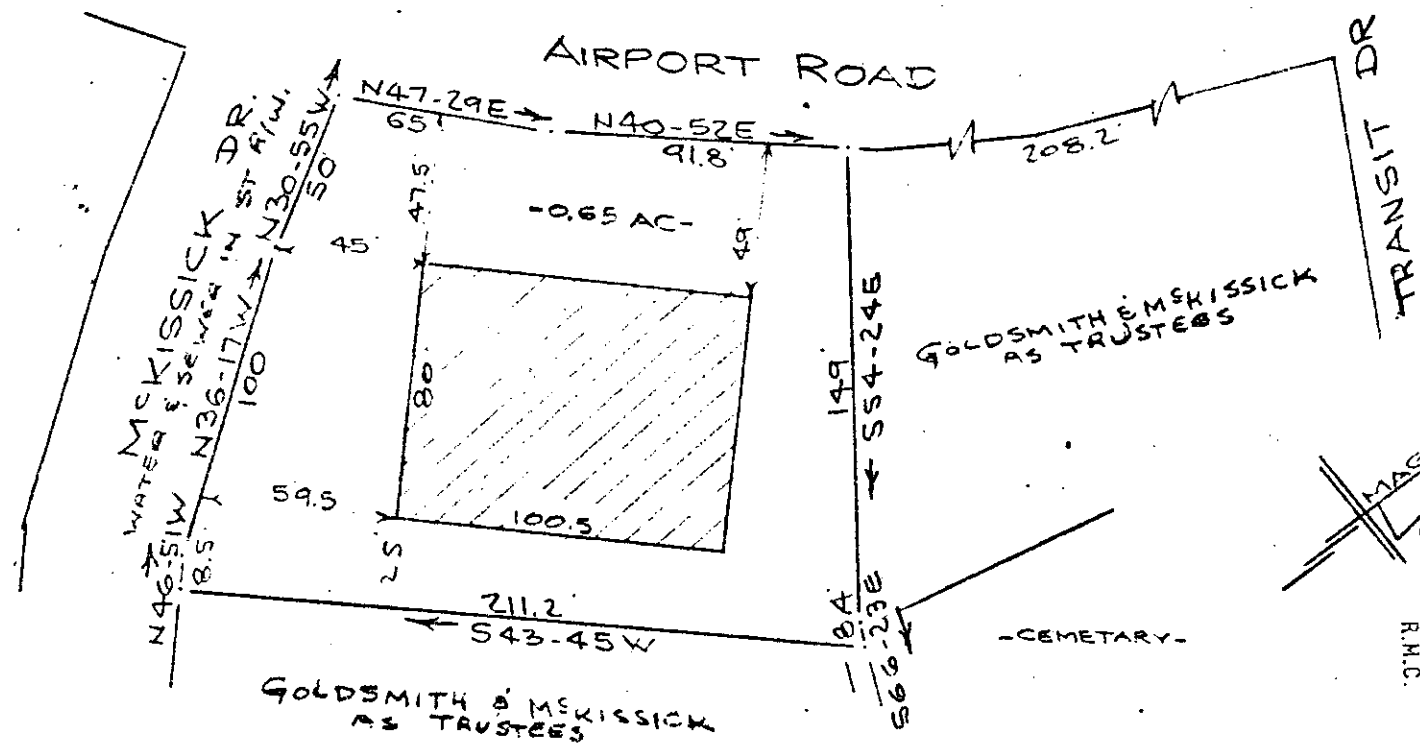 AIRPORT ROAD
N47-29E
65'
N40-52E
91.8'
208.2'
TRANSIT DR
McKISSICK DR.
WATER & SEWER IN ST R/W.
N30-55W
50
N36-17W
100
N46-51W
8.5'
47.5
-0.65 AC-
49
45
80
59.5
100.5
25'
149
S54-24E
GOLDSMITH & McKISSICK
AS TRUSTEES
211.2
S43-45W
8.4
S66-23E
-CEMETARY-
GOLDSMITH & McKISSICK
AS TRUSTEES
MAG
R.M.C.